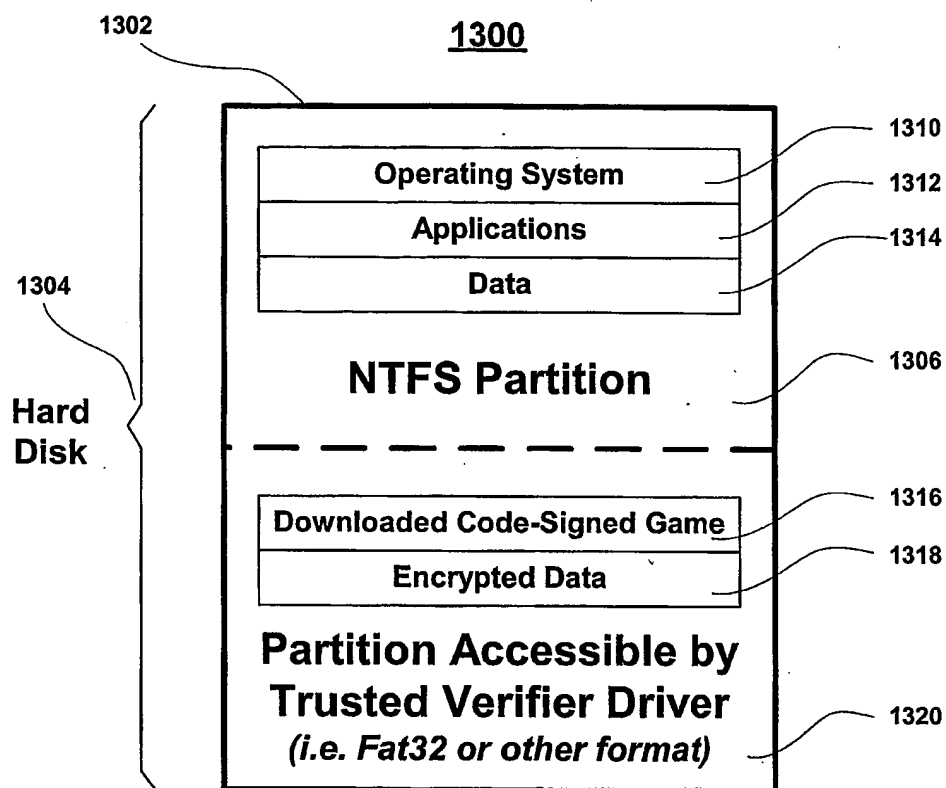 1302
1300
1310
Operating System
1312
Applications
1314
Data
1304
1306
NTFS Partition
Hard
Disk
1316
Downloaded Code-Signed Game
1318
Encrypted Data
Partition Accessible by
Trusted Verifier Driver
1320
(i.e. Fat32 or other format)